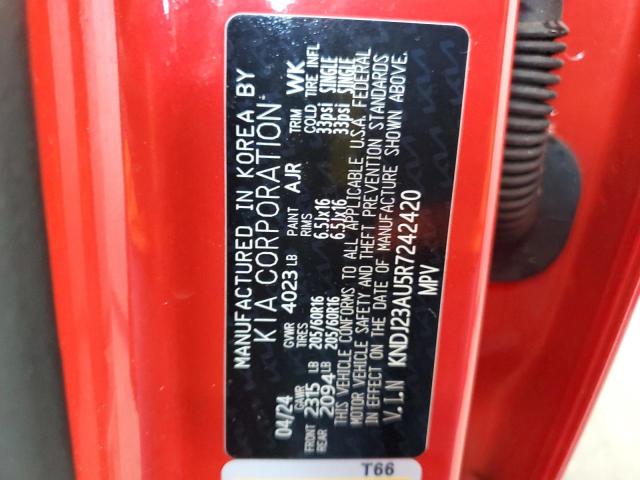 MANUFACTURED IN KOREA BY
KIA CORPORATION
04/24 GVWR 4023 LB PAINT AJR TRIM WK
GAWR TIRES RIMS COLD TIRE INFL
FRONT 2315 LB 205/60R16 6.5Jx16 33psi SINGLE
REAR 2094 LB 205/60R16 6.5Jx16 33psi SINGLE
THIS VEHICLE CONFORMS TO ALL APPLICABLE U.S.A. FEDERAL
MOTOR VEHICLE SAFETY AND THEFT PREVENTION STANDARDS
IN EFFECT ON THE DATE OF MANUFACTURE SHOWN ABOVE.
V.I.N KNDJ23AU5R7242420
MPV
T66